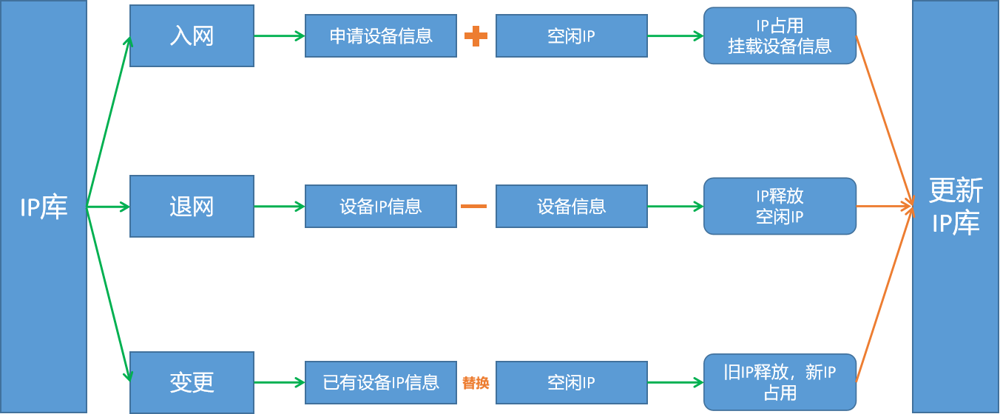 IP库
入网
申请设备信息
空闲IP
IP占用
挂载设备信息
退网
设备IP信息
设备信息
IP释放
空闲IP
变更
已有设备IP信息
替换
空闲IP
旧IP释放，新IP
占用
更新
IP库